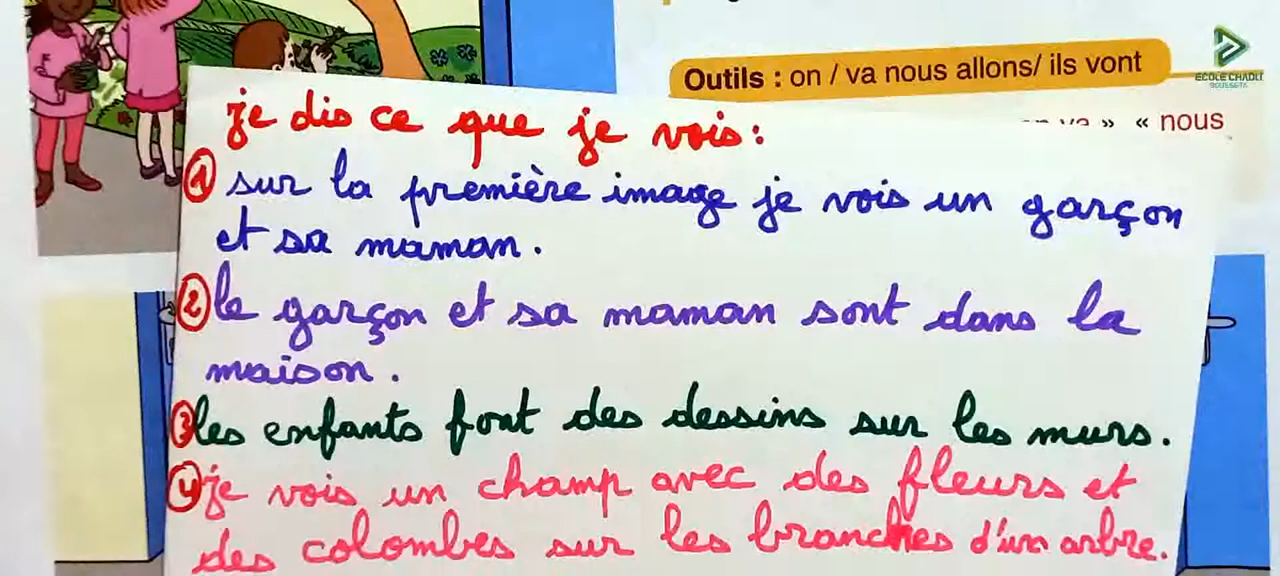 Outils : on / va nous allons/ ils vont
ECOLE CHADLI
va » « nous
je dis ce que je vois :
1 sur la première image je vois un garçon
et sa maman.
2 le garçon et sa maman sont dans la
maison.
3 les enfants font des dessins sur les murs.
4 je vois un champ avec des fleurs et
des colombes sur les branches d'un arbre.